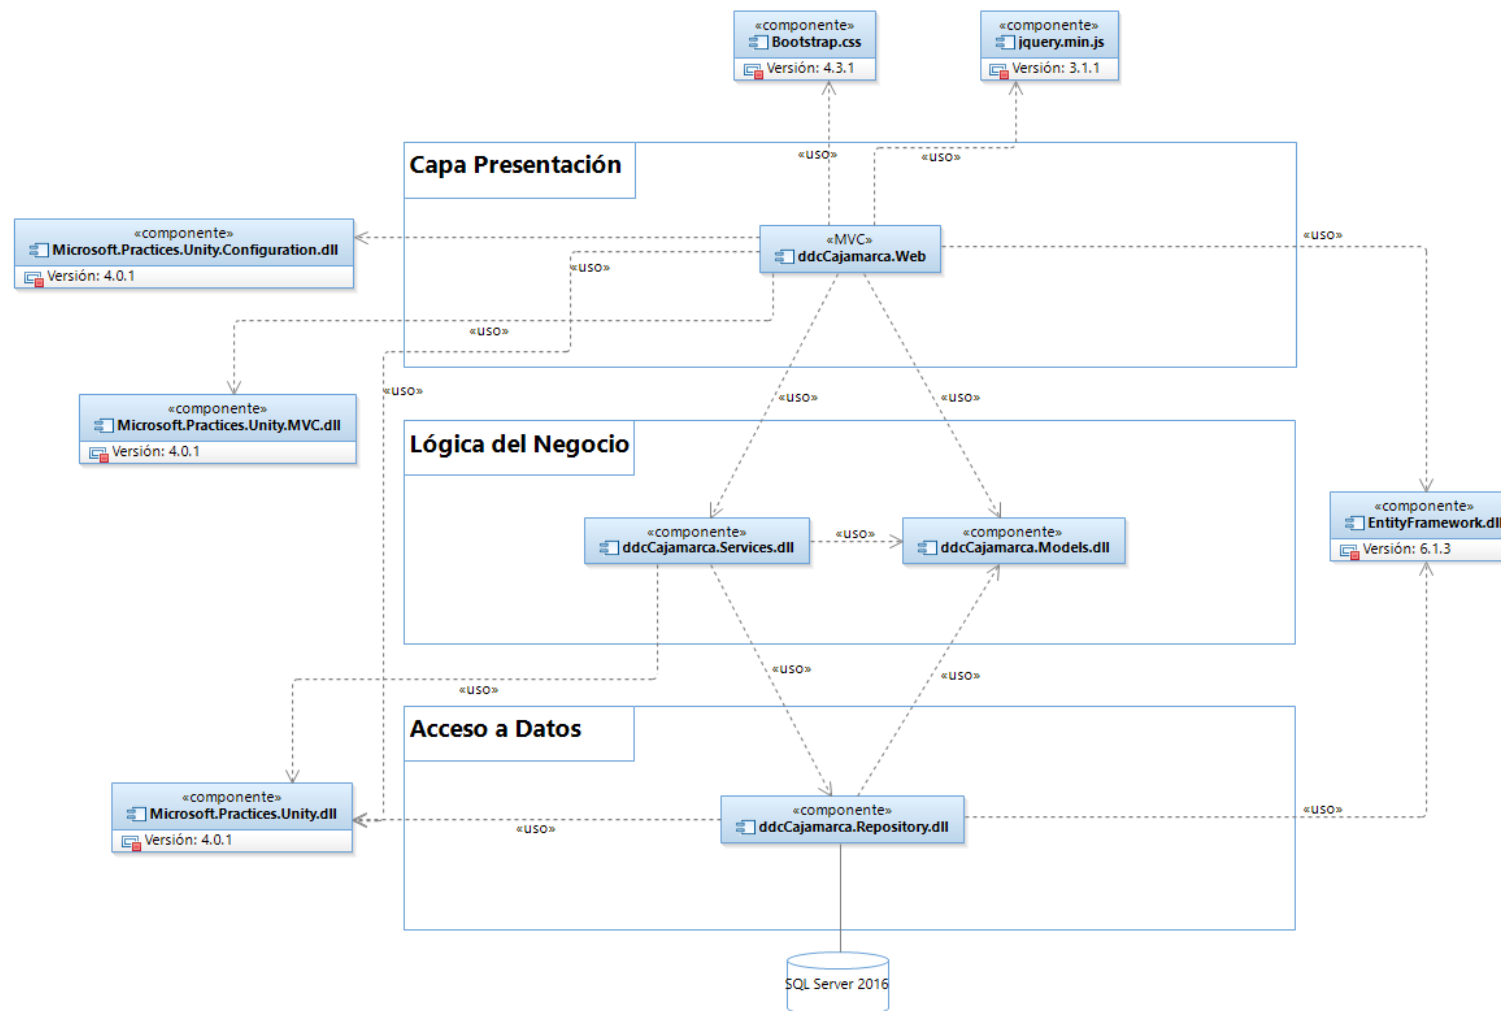 «componente»
Bootstrap.css
Versión: 4.3.1
«componente»
jquery.min.js
Versión: 3.1.1
«uso»
«uso»
Capa Presentación
«componente»
Microsoft.Practices.Unity.Configuration.dll
Versión: 4.0.1
«MVC»
ddcCajamarca.Web
«uso»
«uso»
«uso»
«uso»
«componente»
Microsoft.Practices.Unity.MVC.dll
Versión: 4.0.1
«uso»
«uso»
Lógica del Negocio
«componente»
ddcCajamarca.Services.dll
«uso»
«componente»
ddcCajamarca.Models.dll
«componente»
EntityFramework.dll
Versión: 6.1.3
«uso»
«uso»
«uso»
Acceso a Datos
«componente»
Microsoft.Practices.Unity.dll
Versión: 4.0.1
«uso»
«componente»
ddcCajamarca.Repository.dll
«uso»
SQL Server 2016